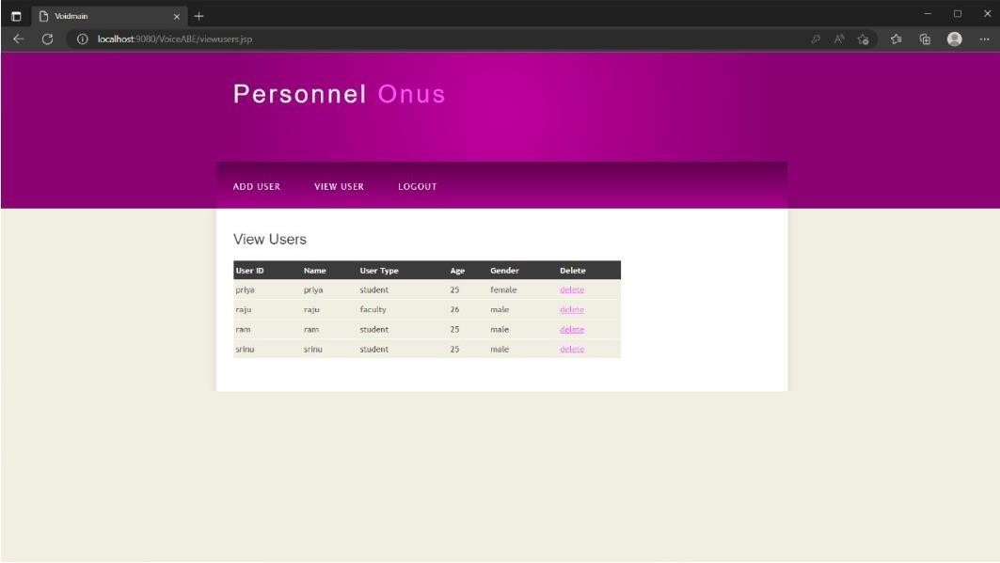 Voidmain
localhost:9080/VoiceABE/viewusers.jsp
Personnel Onus
ADD USER VIEW USER LOGOUT
View Users
User ID Name User Type Age Gender Delete
priya priya student 25 female delete
raju raju faculty 26 male delete
ram ram student 25 male delete
srinu srinu student 25 male delete